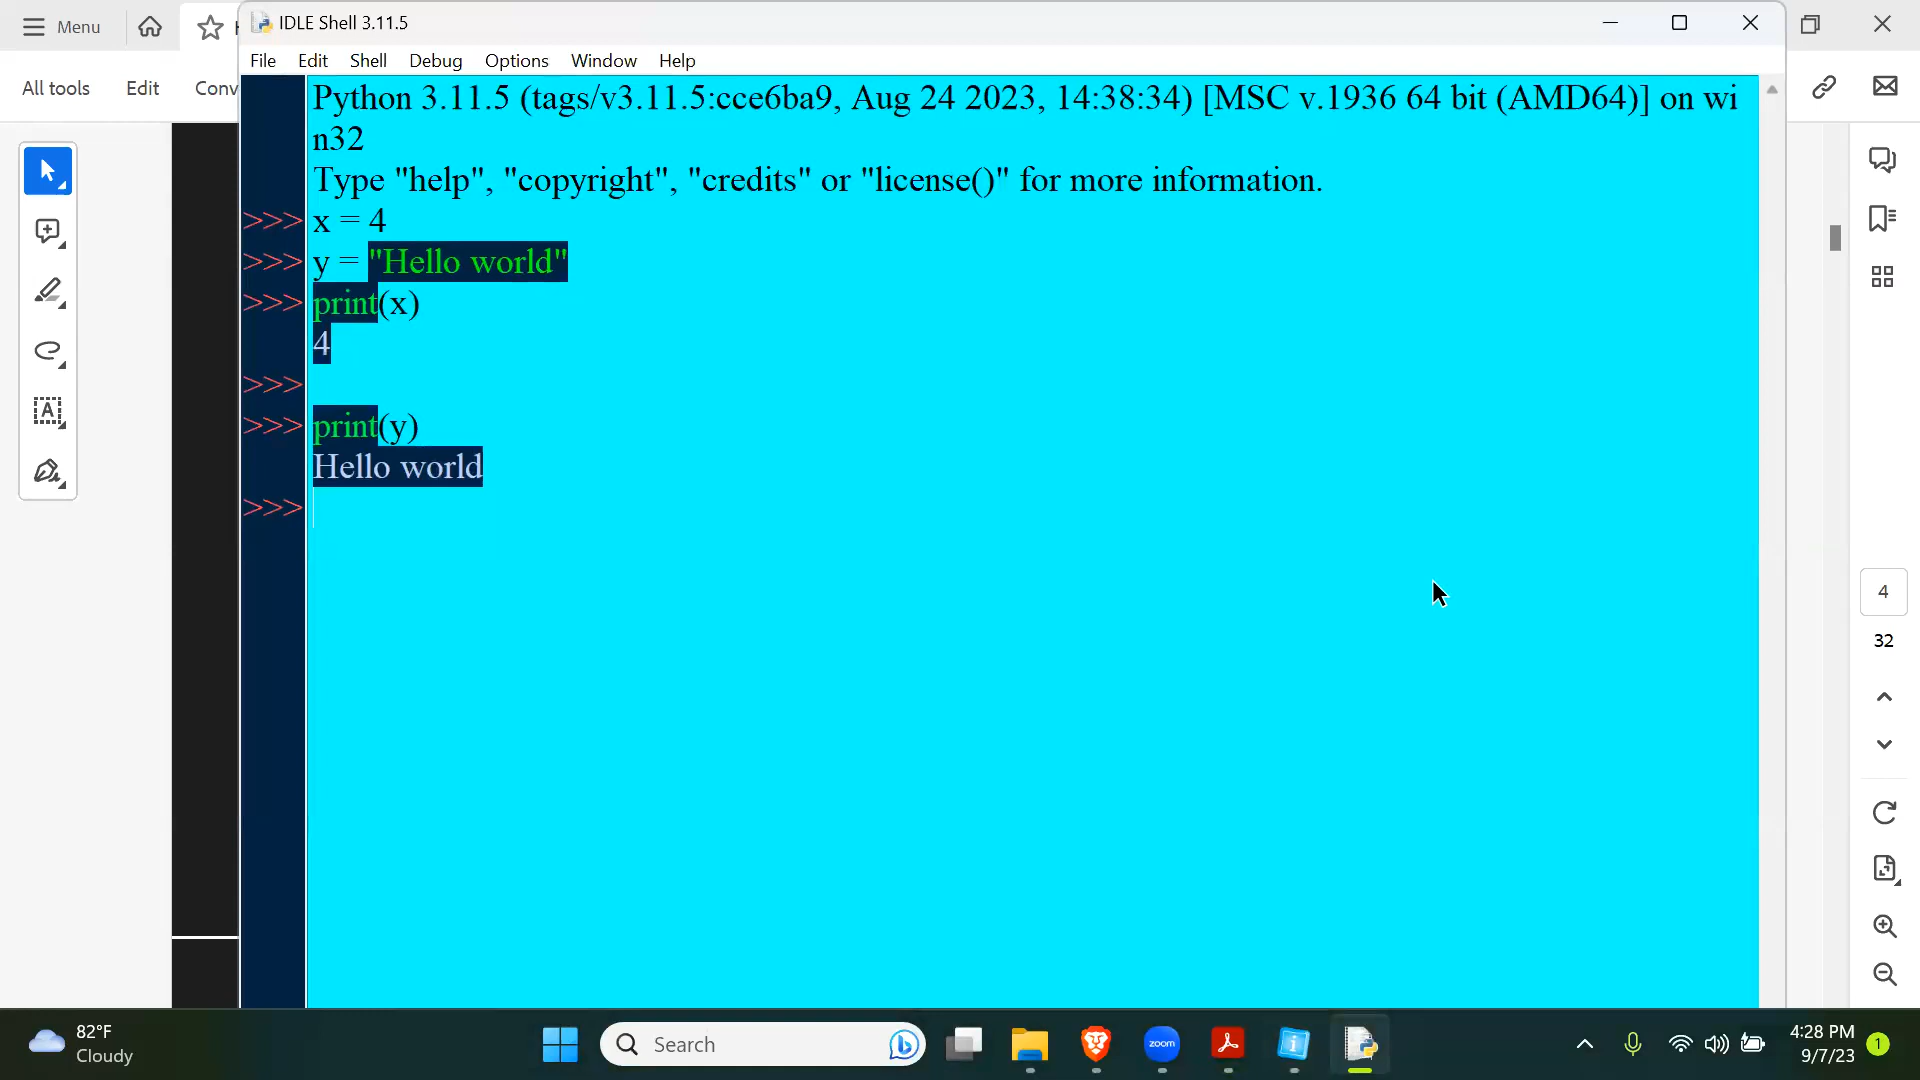 Menu
IDLE Shell 3.11.5
File Edit Shell Debug Options Window Help
All tools Edit Conv
Python 3.11.5 (tags/v3.11.5:cce6ba9, Aug 24 2023, 14:38:34) [MSC v.1936 64 bit (AMD64)] on wi
n32
Type "help", "copyright", "credits" or "license()" for more information.
>>> x = 4
>>> y = "Hello world"
>>> print(x)
4
>>>
>>> print(y)
Hello world
>>>
4
32
82°F
Cloudy
Search
zoom
4:28 PM
9/7/23
1